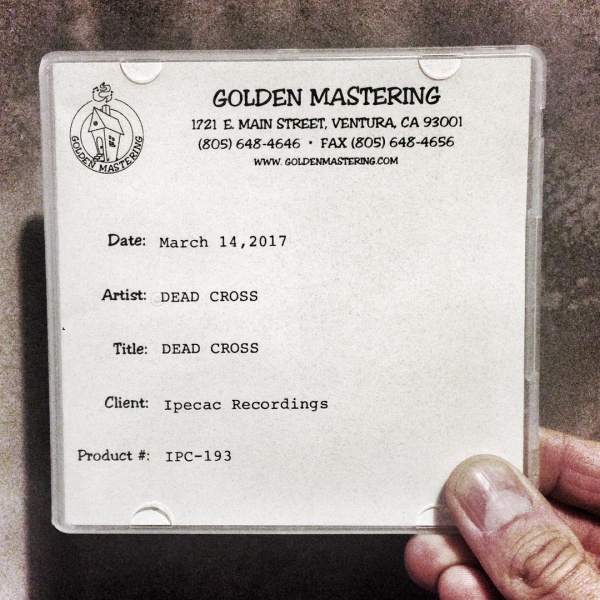 GOLDEN MASTERING
GOLDEN MASTERING
1721 E. MAIN STREET, VENTURA, CA 93001
(805) 648-4646 • FAX (805) 648-4656
WWW. GOLDENMASTERING.COM
Date: March 14,2017
Artist: DEAD CROSS
Title: DEAD CROSS
Client: Ipecac Recordings
Product #: IPC-193